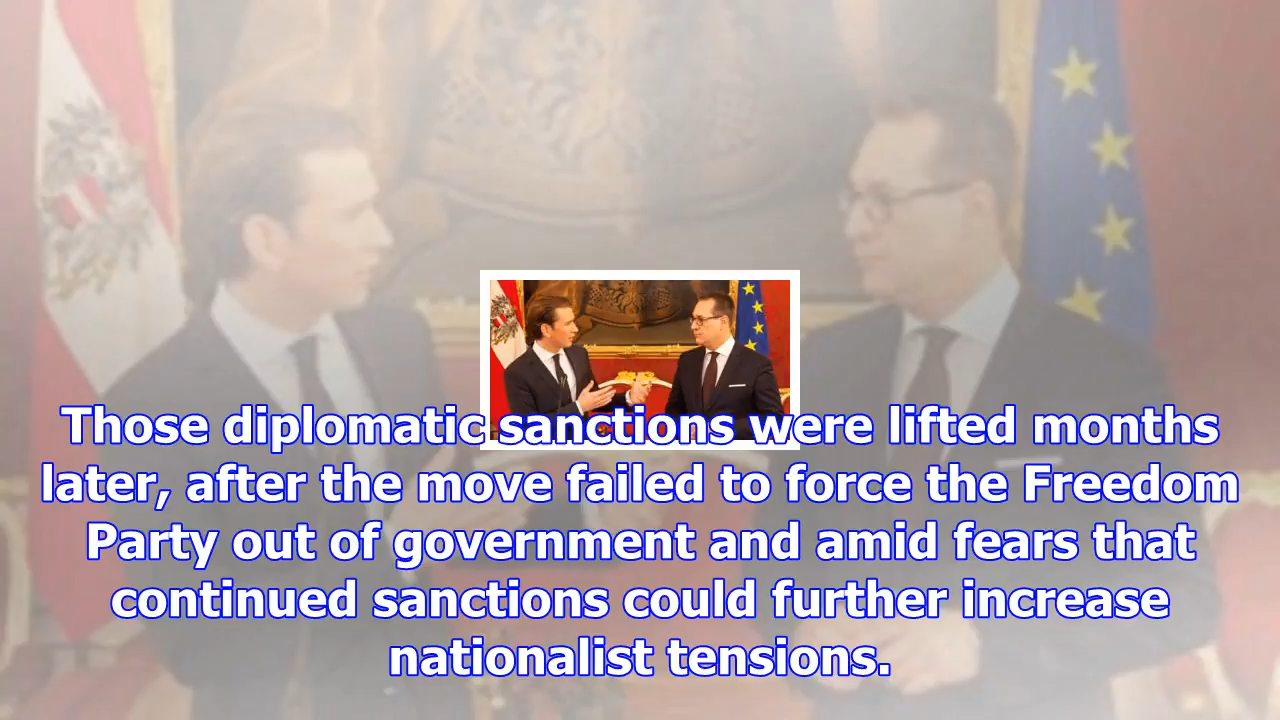 Those diplomatic sanctions were lifted months
later, after the move failed to force the Freedom
Party out of government and amid fears that
continued sanctions could further increase
nationalist tensions.